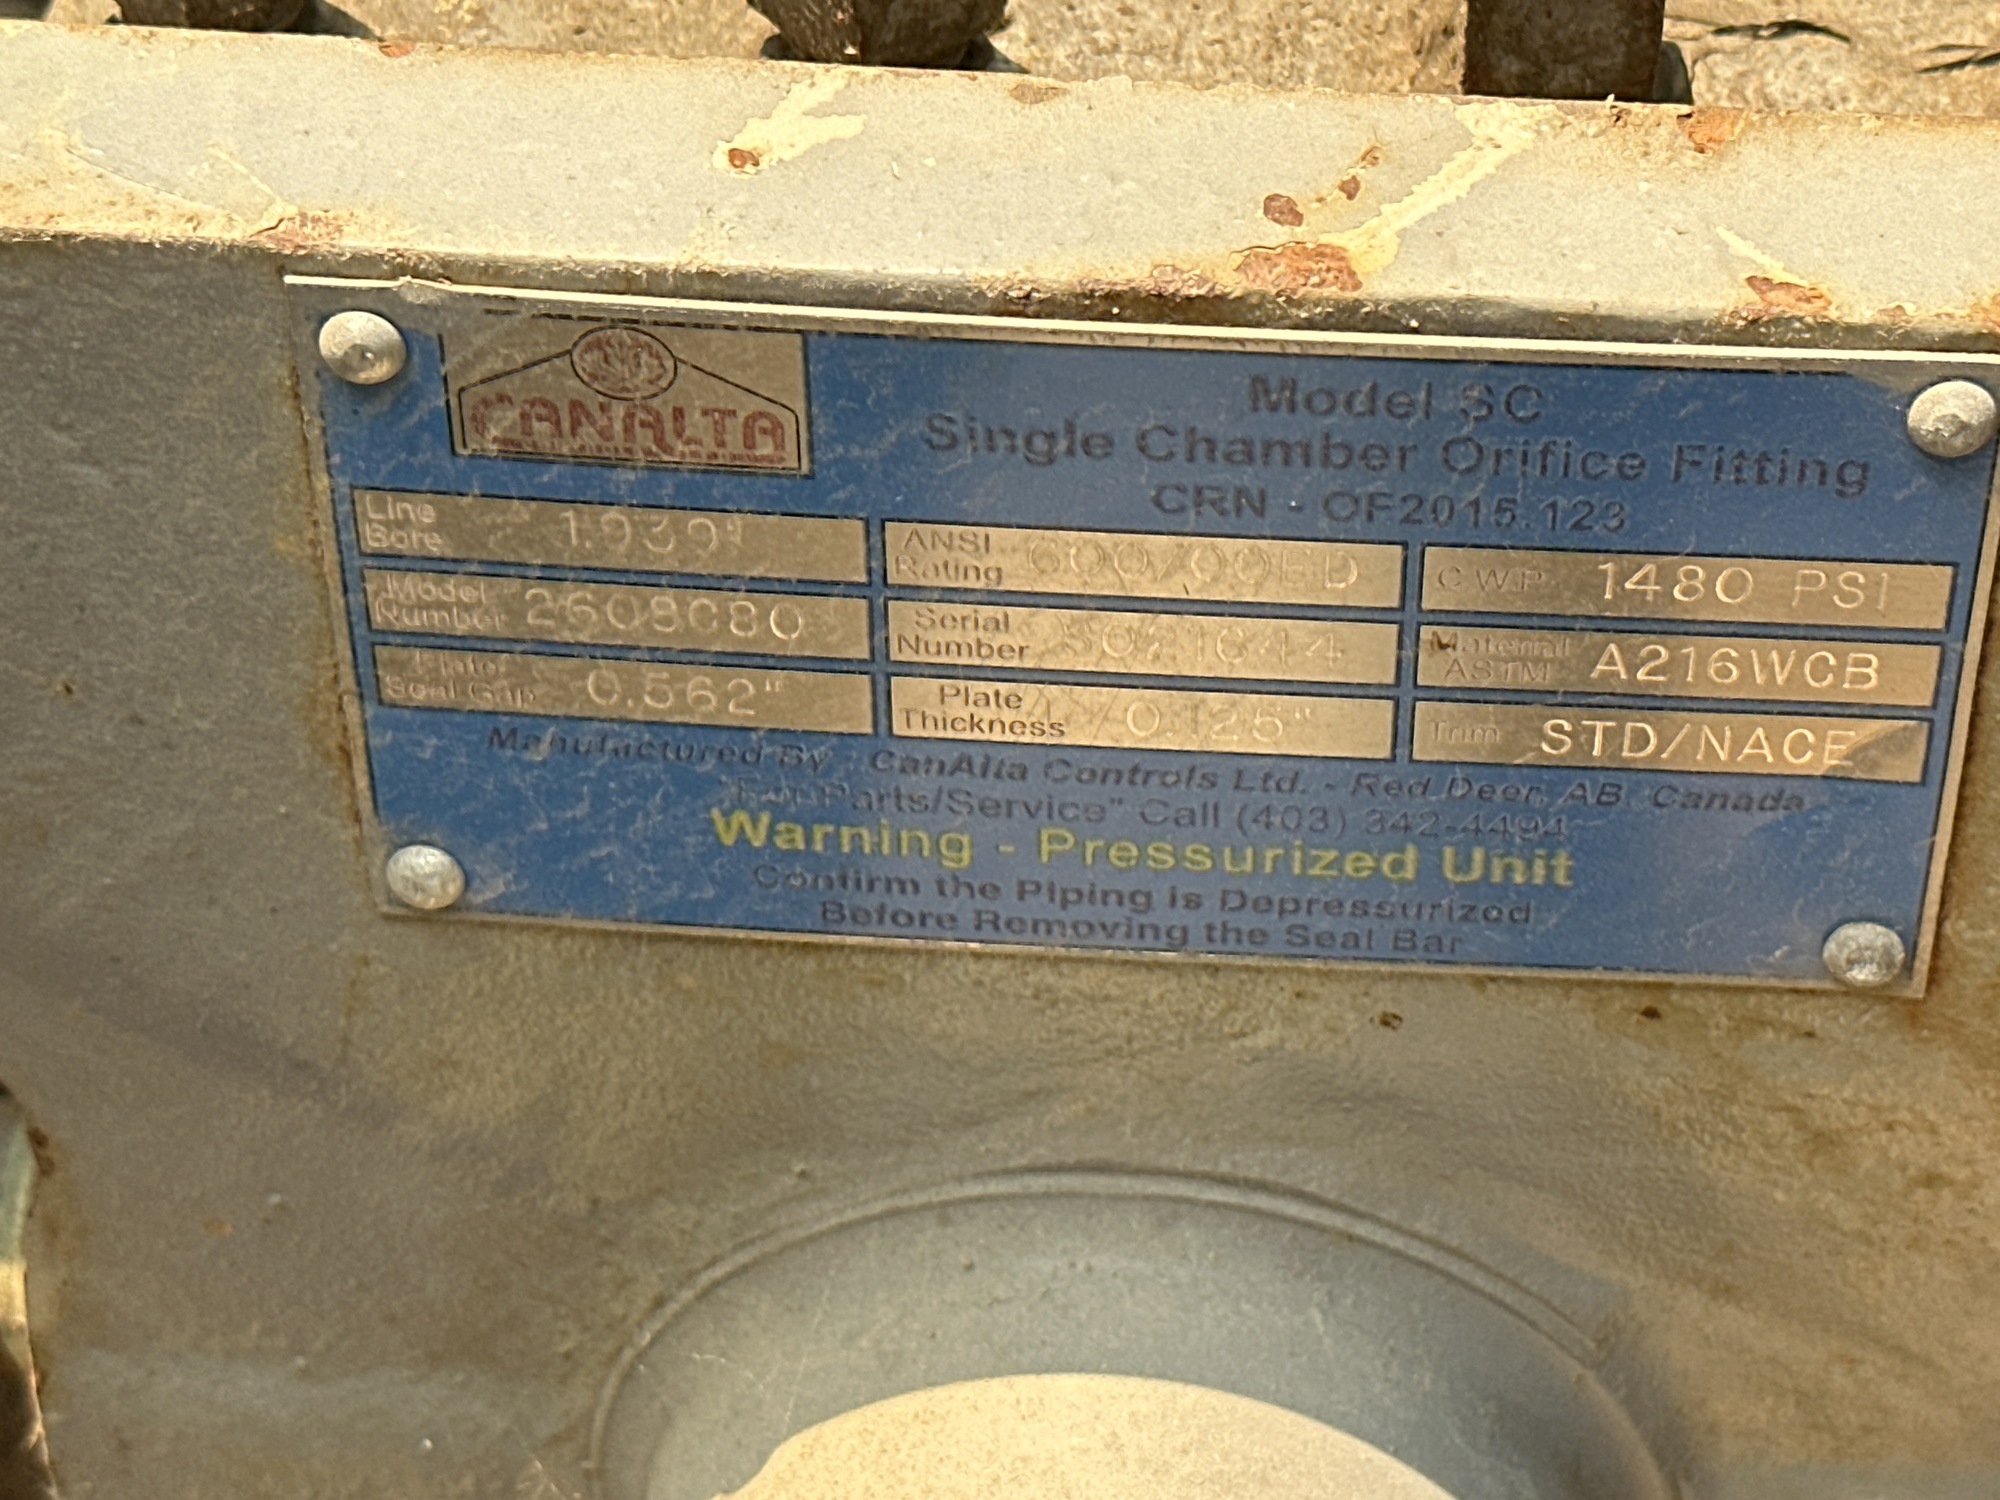 CANALTA
Model SC
Single Chamber Orifice Fitting
CRN - OF2015.123
Line Bore 1.939"
ANSI Rating
C.W.P. 1480 PSI
Model Number 2608C80
Serial Number
Material ASTM A216WCB
Plate Seal Gap 0.562"
Plate Thickness 0.125"
Trim STD/NACE
Manufactured By : CanAlta Controls Ltd. - Red Deer, AB, Canada
"For Parts/Service" Call (403) 342-4494
Warning - Pressurized Unit
Confirm the Piping is Depressurized
Before Removing the Seal Bar